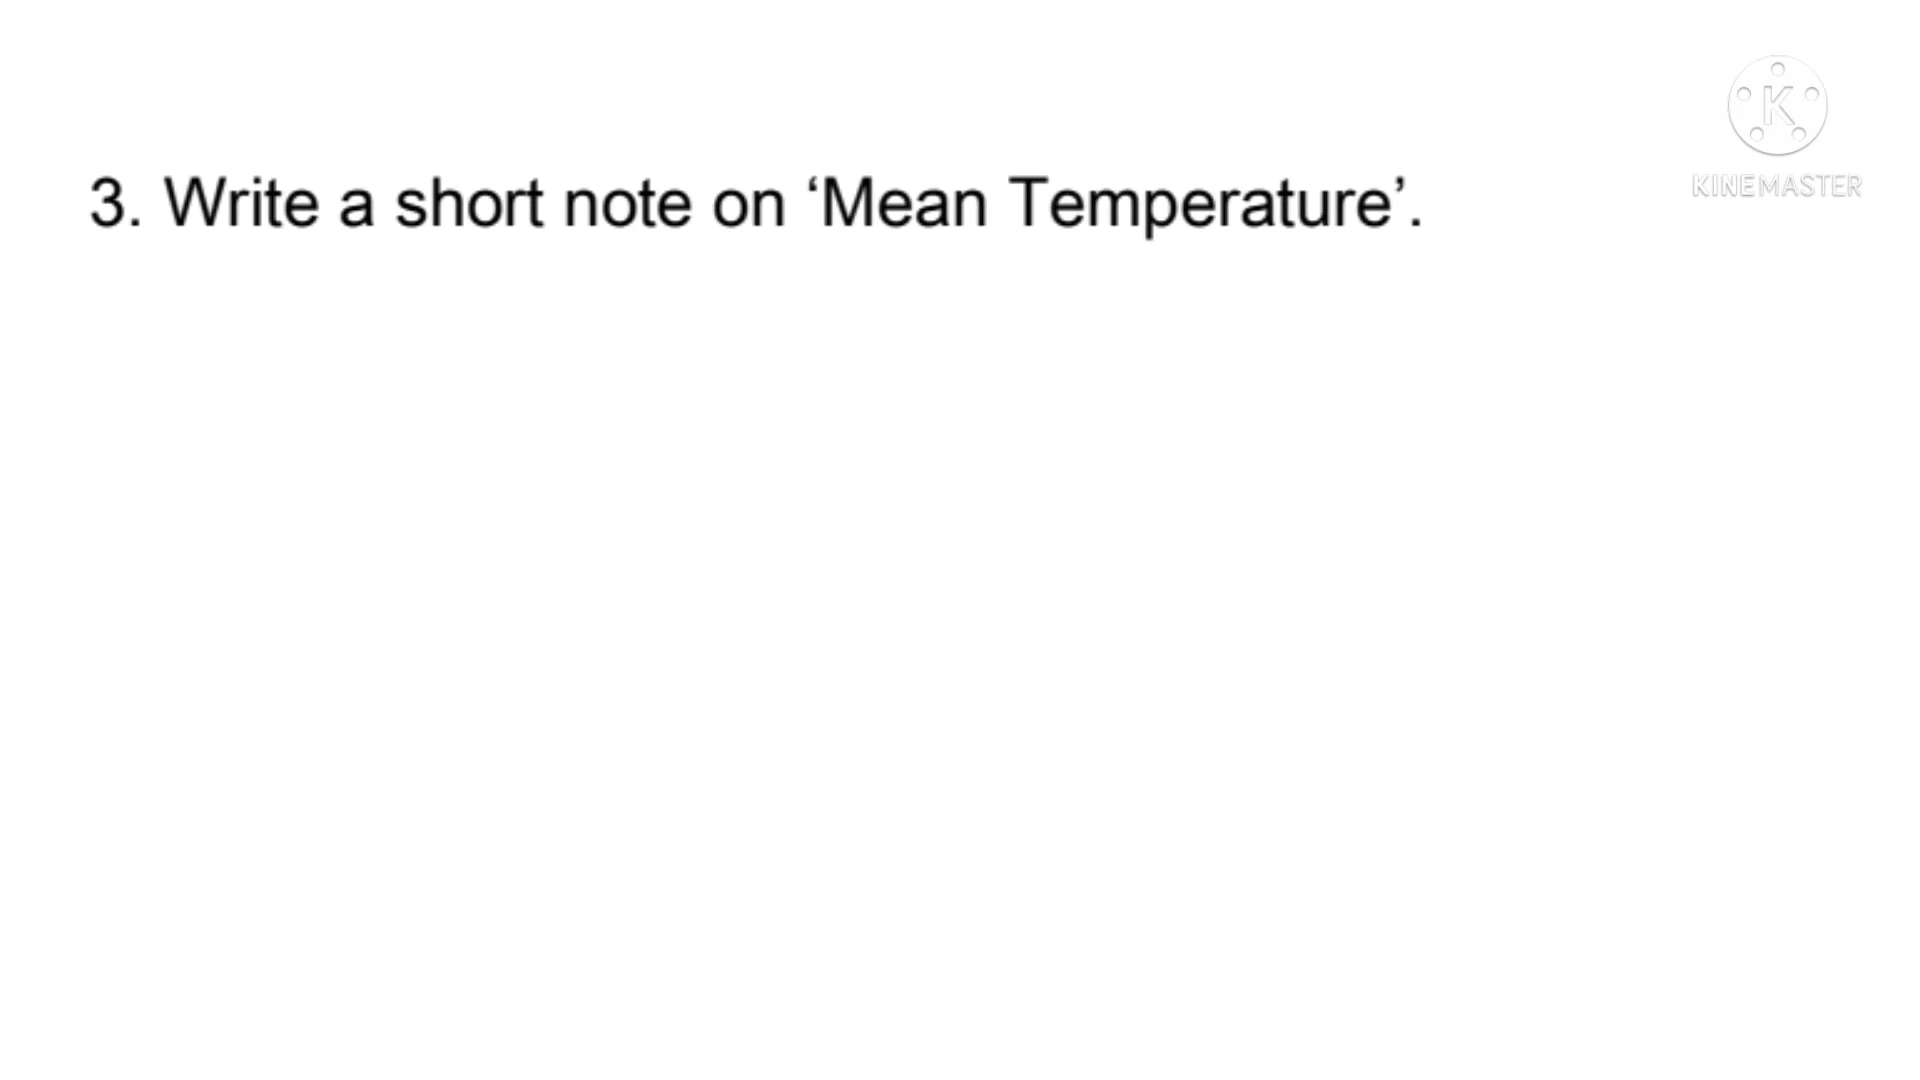 K
KINEMASTER
3. Write a short note on ‘Mean Temperature’.